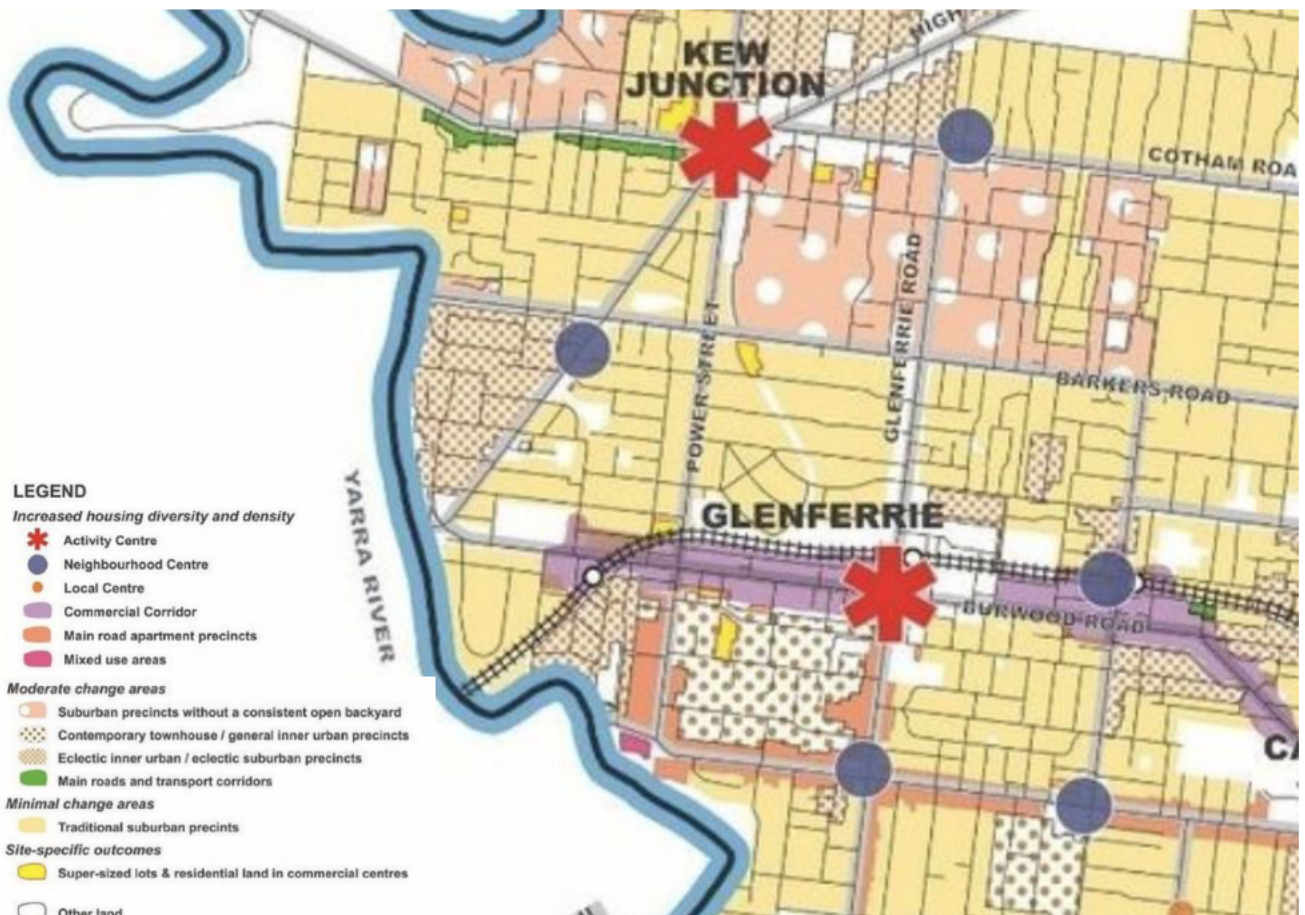 HIGH
KEW
JUNCTION
COTHAM ROA
GLENFERRIE ROAD
POWER STREET
BARKERS ROAD
YARRA RIVER
GLENFERRIE
BURWOOD ROAD
CA
LEGEND
Increased housing diversity and density
Activity Centre
Neighbourhood Centre
Local Centre
Commercial Corridor
Main road apartment precincts
Mixed use areas
Moderate change areas
Suburban precincts without a consistent open backyard
Contemporary townhouse / general inner urban precincts
Eclectic inner urban / eclectic suburban precincts
Main roads and transport corridors
Minimal change areas
Traditional suburban precints
Site-specific outcomes
Super-sized lots & residential land in commercial centres
Other land